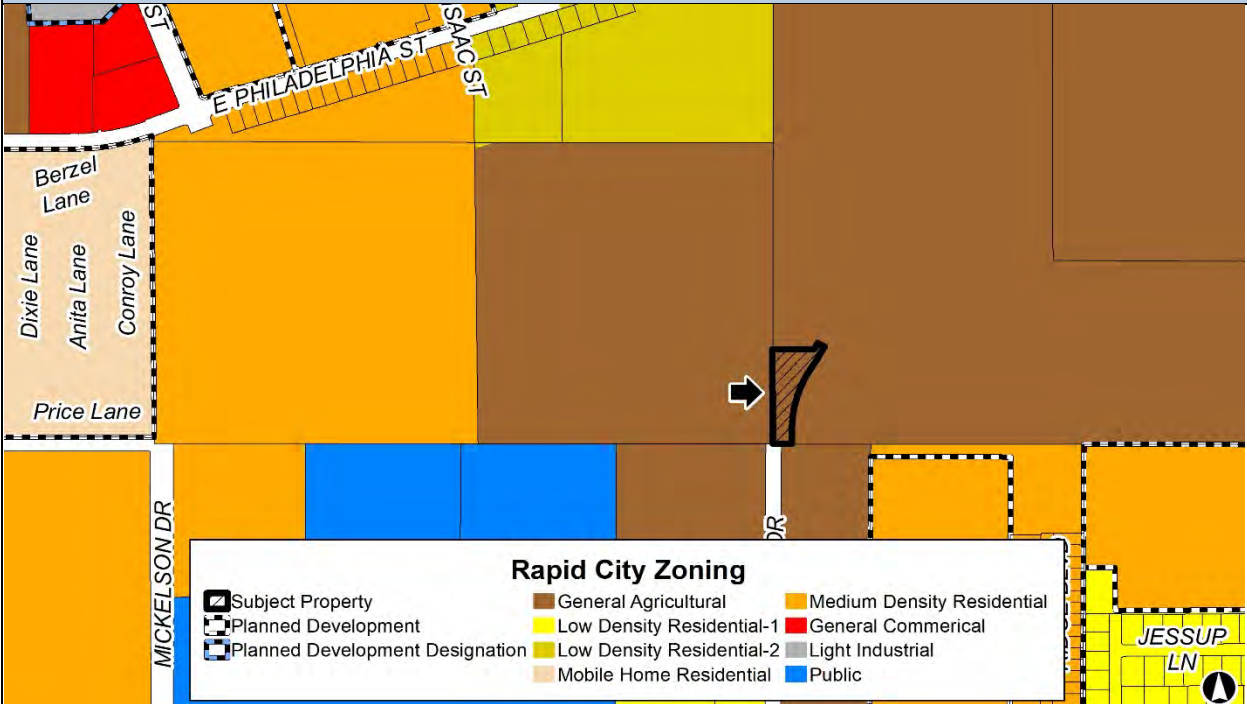 ST
SAAC ST
E PHILADELPHIA ST
Berzel
Lane
Dixie Lane
Anita Lane
Conroy Lane
Price Lane
MICKELSON DR
DR
Rapid City Zoning
Subject Property
Planned Development
Planned Development Designation
General Agricultural
Low Density Residential-1
Low Density Residential-2
Mobile Home Residential
Medium Density Residential
General Commerical
Light Industrial
Public
JESSUP
LN